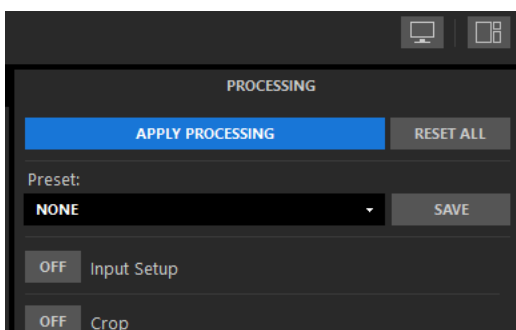 PROCESSING
APPLY PROCESSING RESET ALL
Preset:
NONE SAVE
OFF Input Setup
OFF Crop